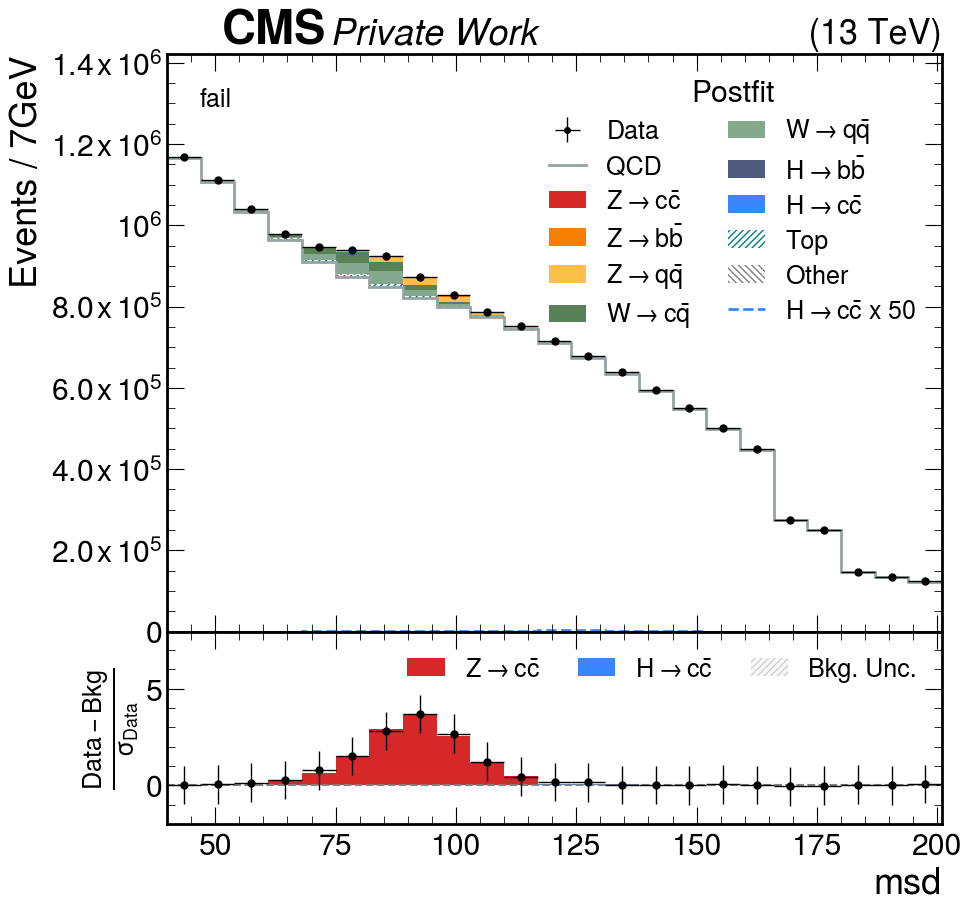 CMS Private Work (13 TeV)
Events / 7GeV
1.4 x 10⁶
1.2 x 10⁶
10⁶
8.0 x 10⁵
6.0 x 10⁵
4.0 x 10⁵
2.0 x 10⁵
0
fail
Postfit
Data
QCD
Z → cc̄
Z → bb̄
Z → qq̄
W → cq̄
W → qq̄
H → bb̄
H → cc̄
Top
Other
H → cc̄ x 50
Data − Bkg
σ_Data
5
0
Z → cc̄ H → cc̄ Bkg. Unc.
50 75 100 125 150 175 200
msd